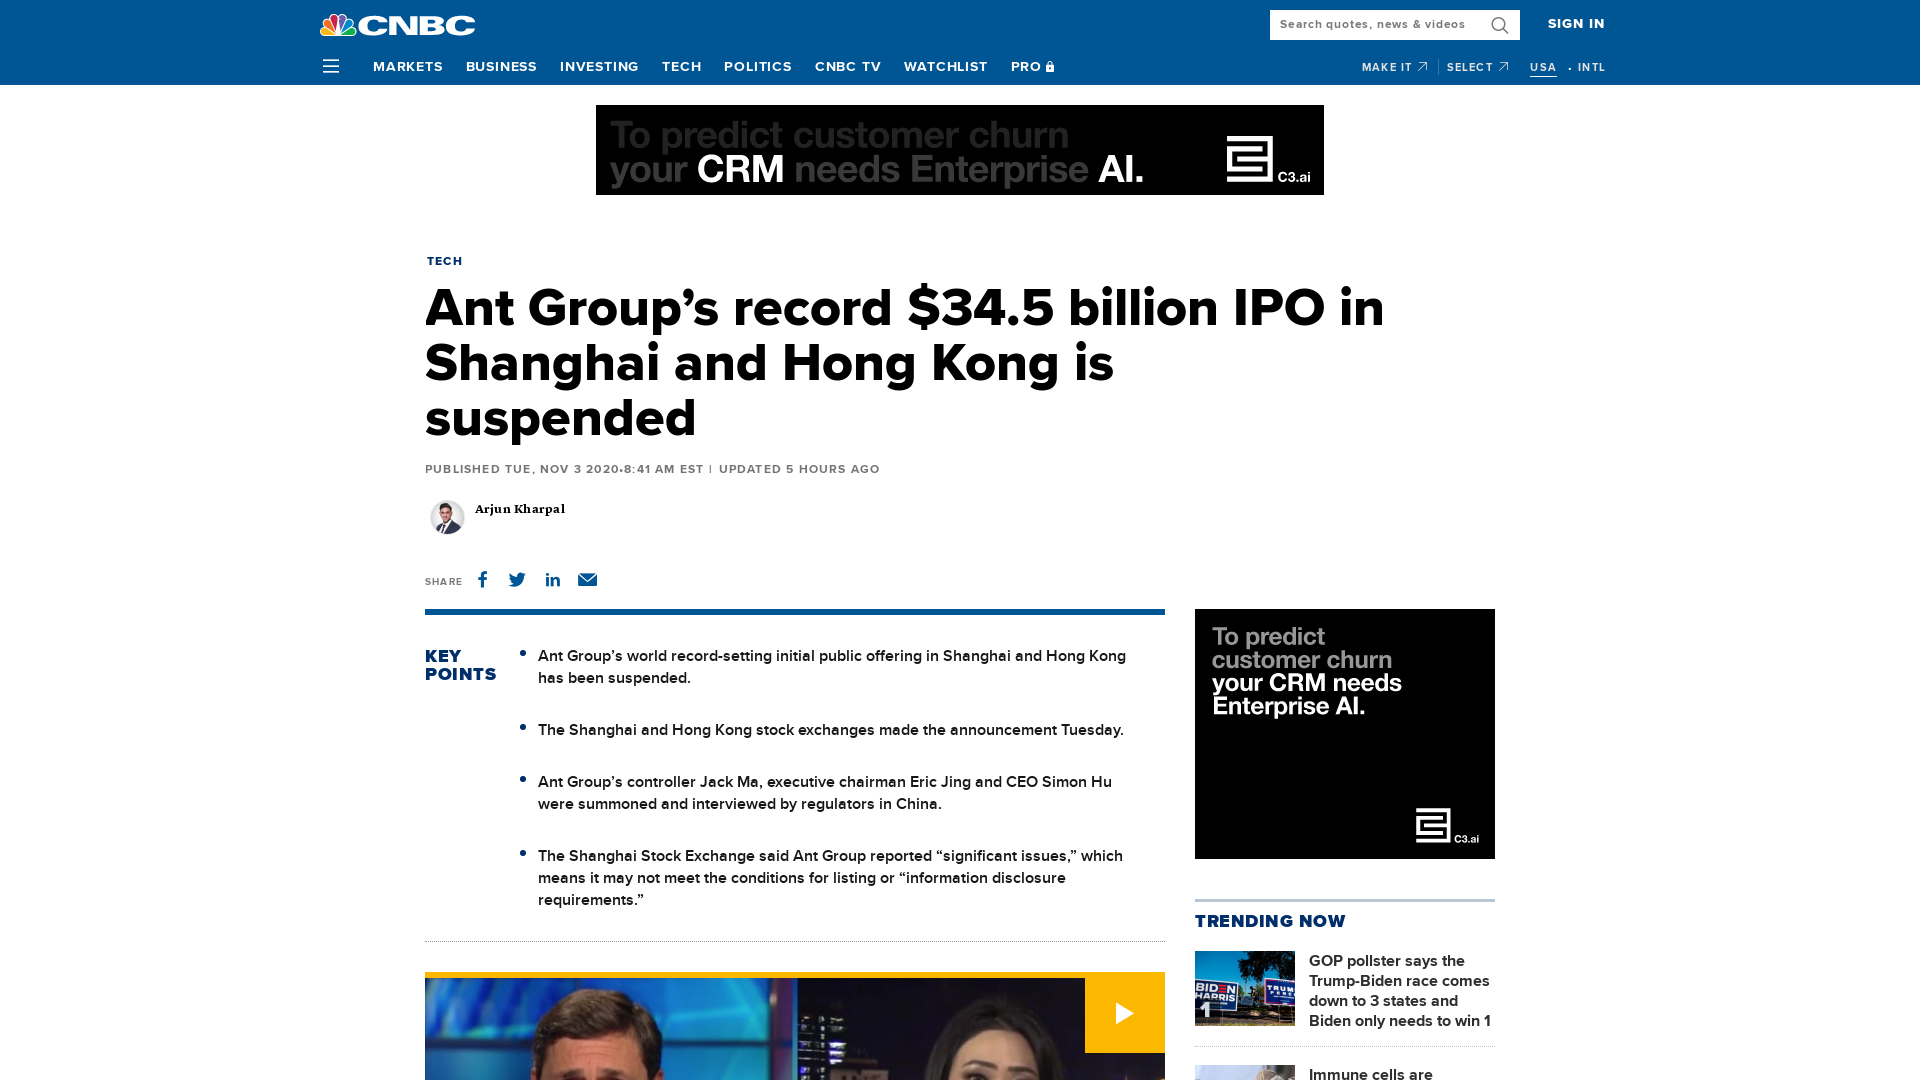 CNBC
Search quotes, news & videos
SIGN IN
MARKETS BUSINESS INVESTING TECH POLITICS CNBC TV WATCHLIST PRO
MAKE IT SELECT USA • INTL
To predict customer churn
your CRM needs Enterprise AI.
C3.ai
TECH
Ant Group’s record $34.5 billion IPO in
Shanghai and Hong Kong is
suspended
PUBLISHED TUE, NOV 3 2020•8:41 AM EST | UPDATED 5 HOURS AGO
Arjun Kharpal
SHARE
KEY
POINTS
Ant Group’s world record-setting initial public offering in Shanghai and Hong Kong
has been suspended.
The Shanghai and Hong Kong stock exchanges made the announcement Tuesday.
Ant Group’s controller Jack Ma, executive chairman Eric Jing and CEO Simon Hu
were summoned and interviewed by regulators in China.
The Shanghai Stock Exchange said Ant Group reported “significant issues,” which
means it may not meet the conditions for listing or “information disclosure
requirements.”
To predict
customer churn
your CRM needs
Enterprise AI.
C3.ai
TRENDING NOW
BIDEN
HARRIS
TRUMP
1
GOP pollster says the
Trump-Biden race comes
down to 3 states and
Biden only needs to win 1
Immune cells are